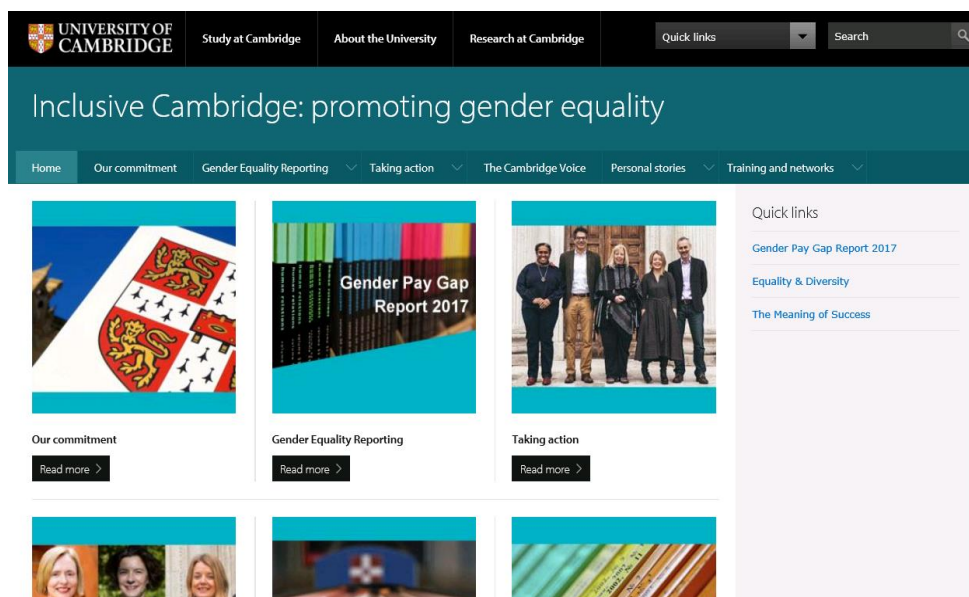 UNIVERSITY OF
CAMBRIDGE
Study at Cambridge
About the University
Research at Cambridge
Quick links
Search
Inclusive Cambridge: promoting gender equality
Home
Our commitment
Gender Equality Reporting
Taking action
The Cambridge Voice
Personal stories
Training and networks
Gender Pay Gap
Report 2017
Our commitment
Read more
Gender Equality Reporting
Read more
Taking action
Read more
Quick links
Gender Pay Gap Report 2017
Equality & Diversity
The Meaning of Success